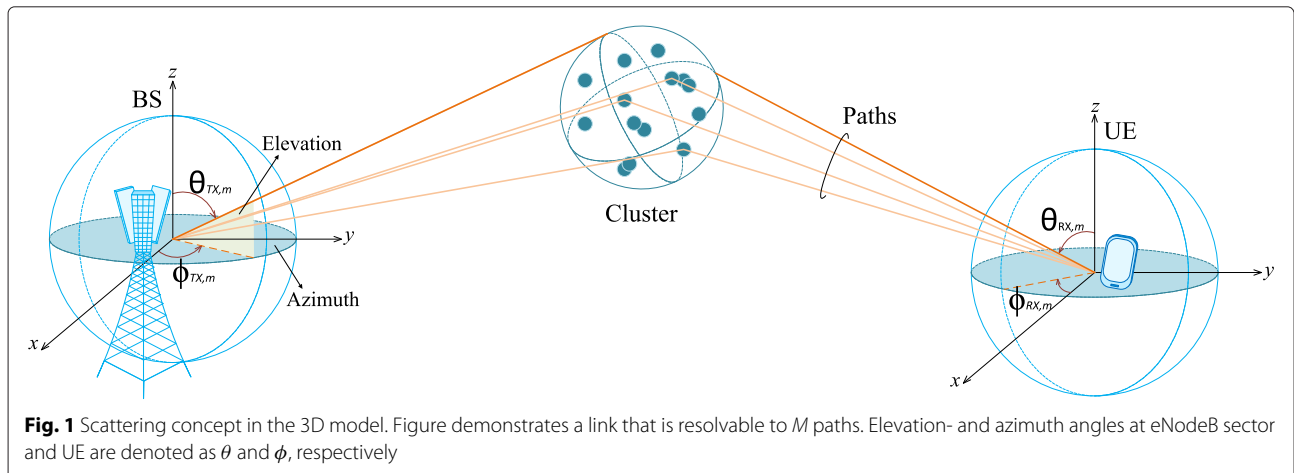 z
BS
Elevation
θTX,m
y
ϕTX,m
Azimuth
x
Cluster
Paths
z
UE
θRX,m
y
ϕRX,m
x
Fig. 1 Scattering concept in the 3D model. Figure demonstrates a link that is resolvable to M paths. Elevation- and azimuth angles at eNodeB sector
and UE are denoted as θ and ϕ, respectively